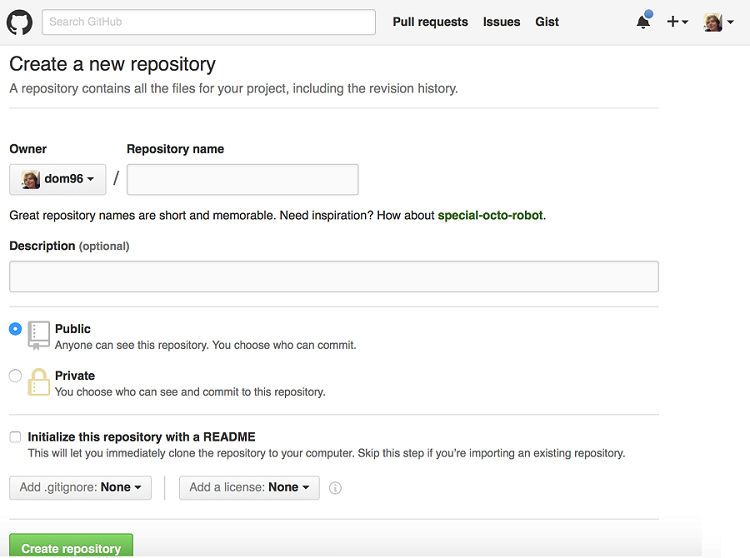 Search GitHub Pull requests Issues Gist
Create a new repository
A repository contains all the files for your project, including the revision history.
Owner Repository name
dom96 /
Great repository names are short and memorable. Need inspiration? How about special-octo-robot.
Description (optional)
Public
Anyone can see this repository. You choose who can commit.
Private
You choose who can see and commit to this repository.
Initialize this repository with a README
This will let you immediately clone the repository to your computer. Skip this step if you're importing an existing repository.
Add .gitignore: None Add a license: None
Create repository